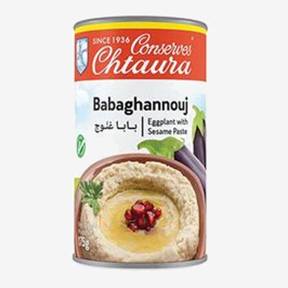 SINCE 1936
Conserves
Chtaura
Babaghannouj
بابا غنوج
Eggplant with
Sesame Paste